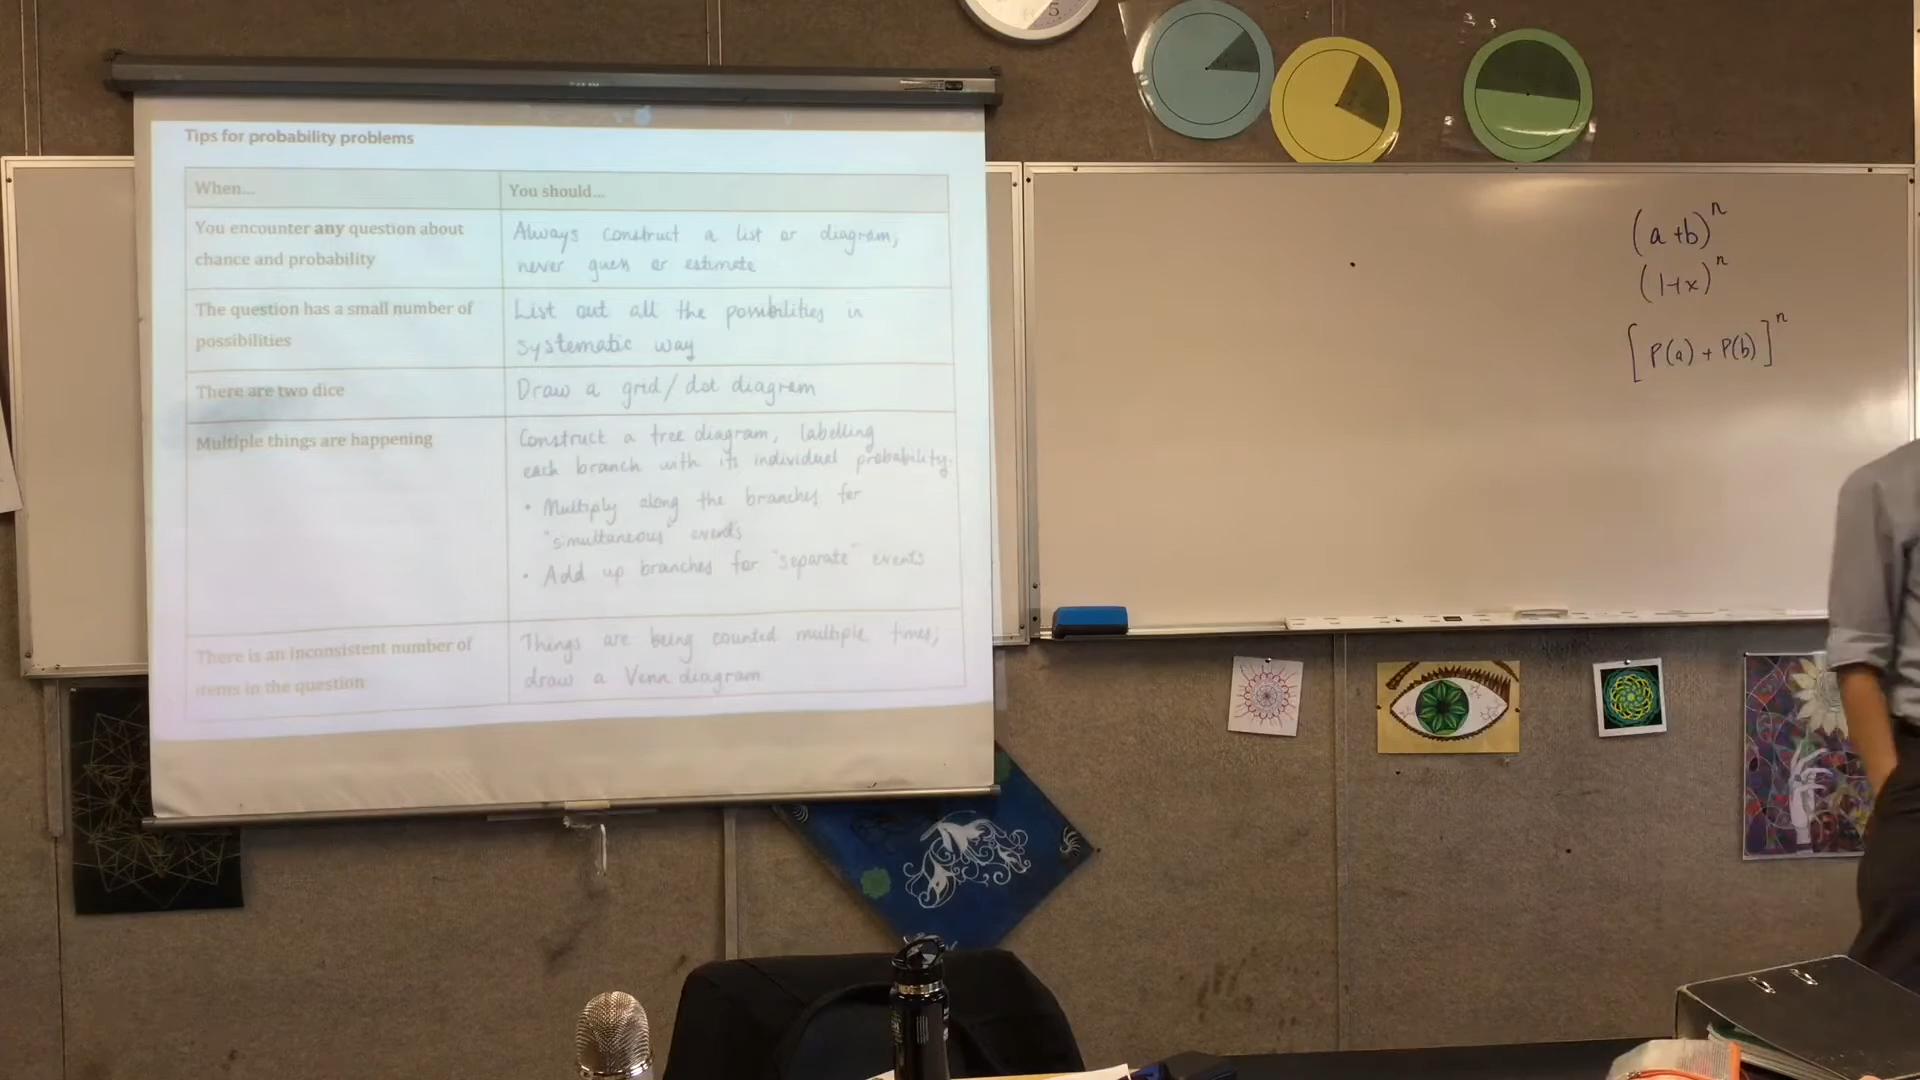 5
Tips for probability problems
When...
You should...
You encounter any question about
chance and probability
Always construct a list or diagram,
never guess or estimate
The question has a small number of
possibilities
List out all the possibilities in
systematic way
There are two dice
Draw a grid/dot diagram
Multiple things are happening
Construct a tree diagram, labelling
each branch with its individual probability.
• Multiply along the branches for
"simultaneous" events
• Add up branches for "separate" events
There is an inconsistent number of
items in the question
Things are being counted multiple times,
draw a Venn diagram
(a+b)^n
(1+x)^n
[P(a) + P(b)]^n